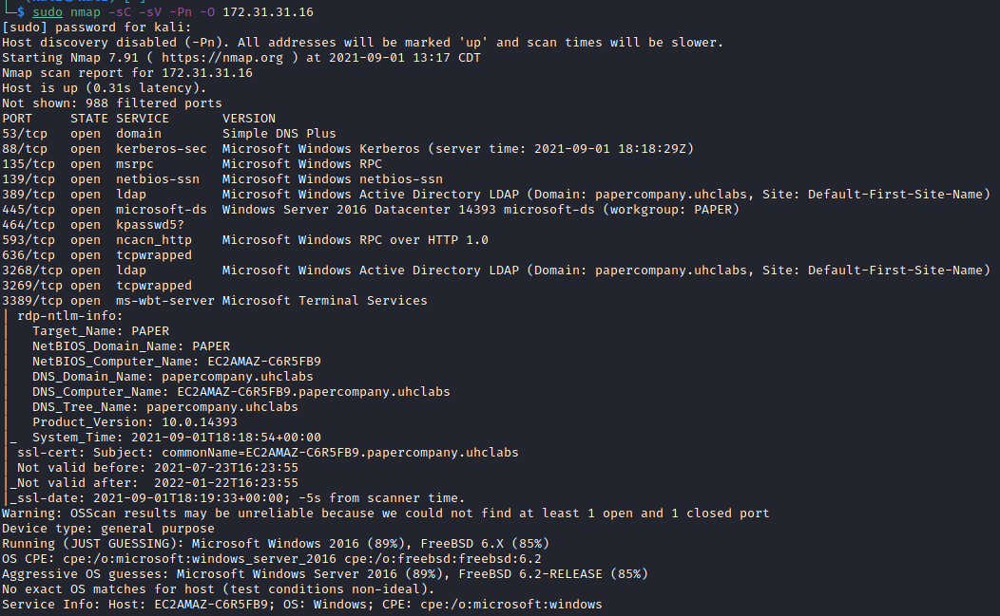 └─$ sudo nmap -sC -sV -Pn -O 172.31.31.16
[sudo] password for kali:
Host discovery disabled (-Pn). All addresses will be marked 'up' and scan times will be slower.
Starting Nmap 7.91 ( https://nmap.org ) at 2021-09-01 13:17 CDT
Nmap scan report for 172.31.31.16
Host is up (0.31s latency).
Not shown: 988 filtered ports
PORT     STATE SERVICE       VERSION
53/tcp   open  domain        Simple DNS Plus
88/tcp   open  kerberos-sec  Microsoft Windows Kerberos (server time: 2021-09-01 18:18:29Z)
135/tcp  open  msrpc         Microsoft Windows RPC
139/tcp  open  netbios-ssn   Microsoft Windows netbios-ssn
389/tcp  open  ldap          Microsoft Windows Active Directory LDAP (Domain: papercompany.uhclabs, Site: Default-First-Site-Name)
445/tcp  open  microsoft-ds  Windows Server 2016 Datacenter 14393 microsoft-ds (workgroup: PAPER)
464/tcp  open  kpasswd5?
593/tcp  open  ncacn_http    Microsoft Windows RPC over HTTP 1.0
636/tcp  open  tcpwrapped
3268/tcp open  ldap          Microsoft Windows Active Directory LDAP (Domain: papercompany.uhclabs, Site: Default-First-Site-Name)
3269/tcp open  tcpwrapped
3389/tcp open  ms-wbt-server Microsoft Terminal Services
| rdp-ntlm-info:
|   Target_Name: PAPER
|   NetBIOS_Domain_Name: PAPER
|   NetBIOS_Computer_Name: EC2AMAZ-C6R5FB9
|   DNS_Domain_Name: papercompany.uhclabs
|   DNS_Computer_Name: EC2AMAZ-C6R5FB9.papercompany.uhclabs
|   DNS_Tree_Name: papercompany.uhclabs
|   Product_Version: 10.0.14393
|_  System_Time: 2021-09-01T18:18:54+00:00
| ssl-cert: Subject: commonName=EC2AMAZ-C6R5FB9.papercompany.uhclabs
| Not valid before: 2021-07-23T16:23:55
|_Not valid after:  2022-01-22T16:23:55
|_ssl-date: 2021-09-01T18:19:33+00:00; -5s from scanner time.
Warning: OSScan results may be unreliable because we could not find at least 1 open and 1 closed port
Device type: general purpose
Running (JUST GUESSING): Microsoft Windows 2016 (89%), FreeBSD 6.X (85%)
OS CPE: cpe:/o:microsoft:windows_server_2016 cpe:/o:freebsd:freebsd:6.2
Aggressive OS guesses: Microsoft Windows Server 2016 (89%), FreeBSD 6.2-RELEASE (85%)
No exact OS matches for host (test conditions non-ideal).
Service Info: Host: EC2AMAZ-C6R5FB9; OS: Windows; CPE: cpe:/o:microsoft:windows